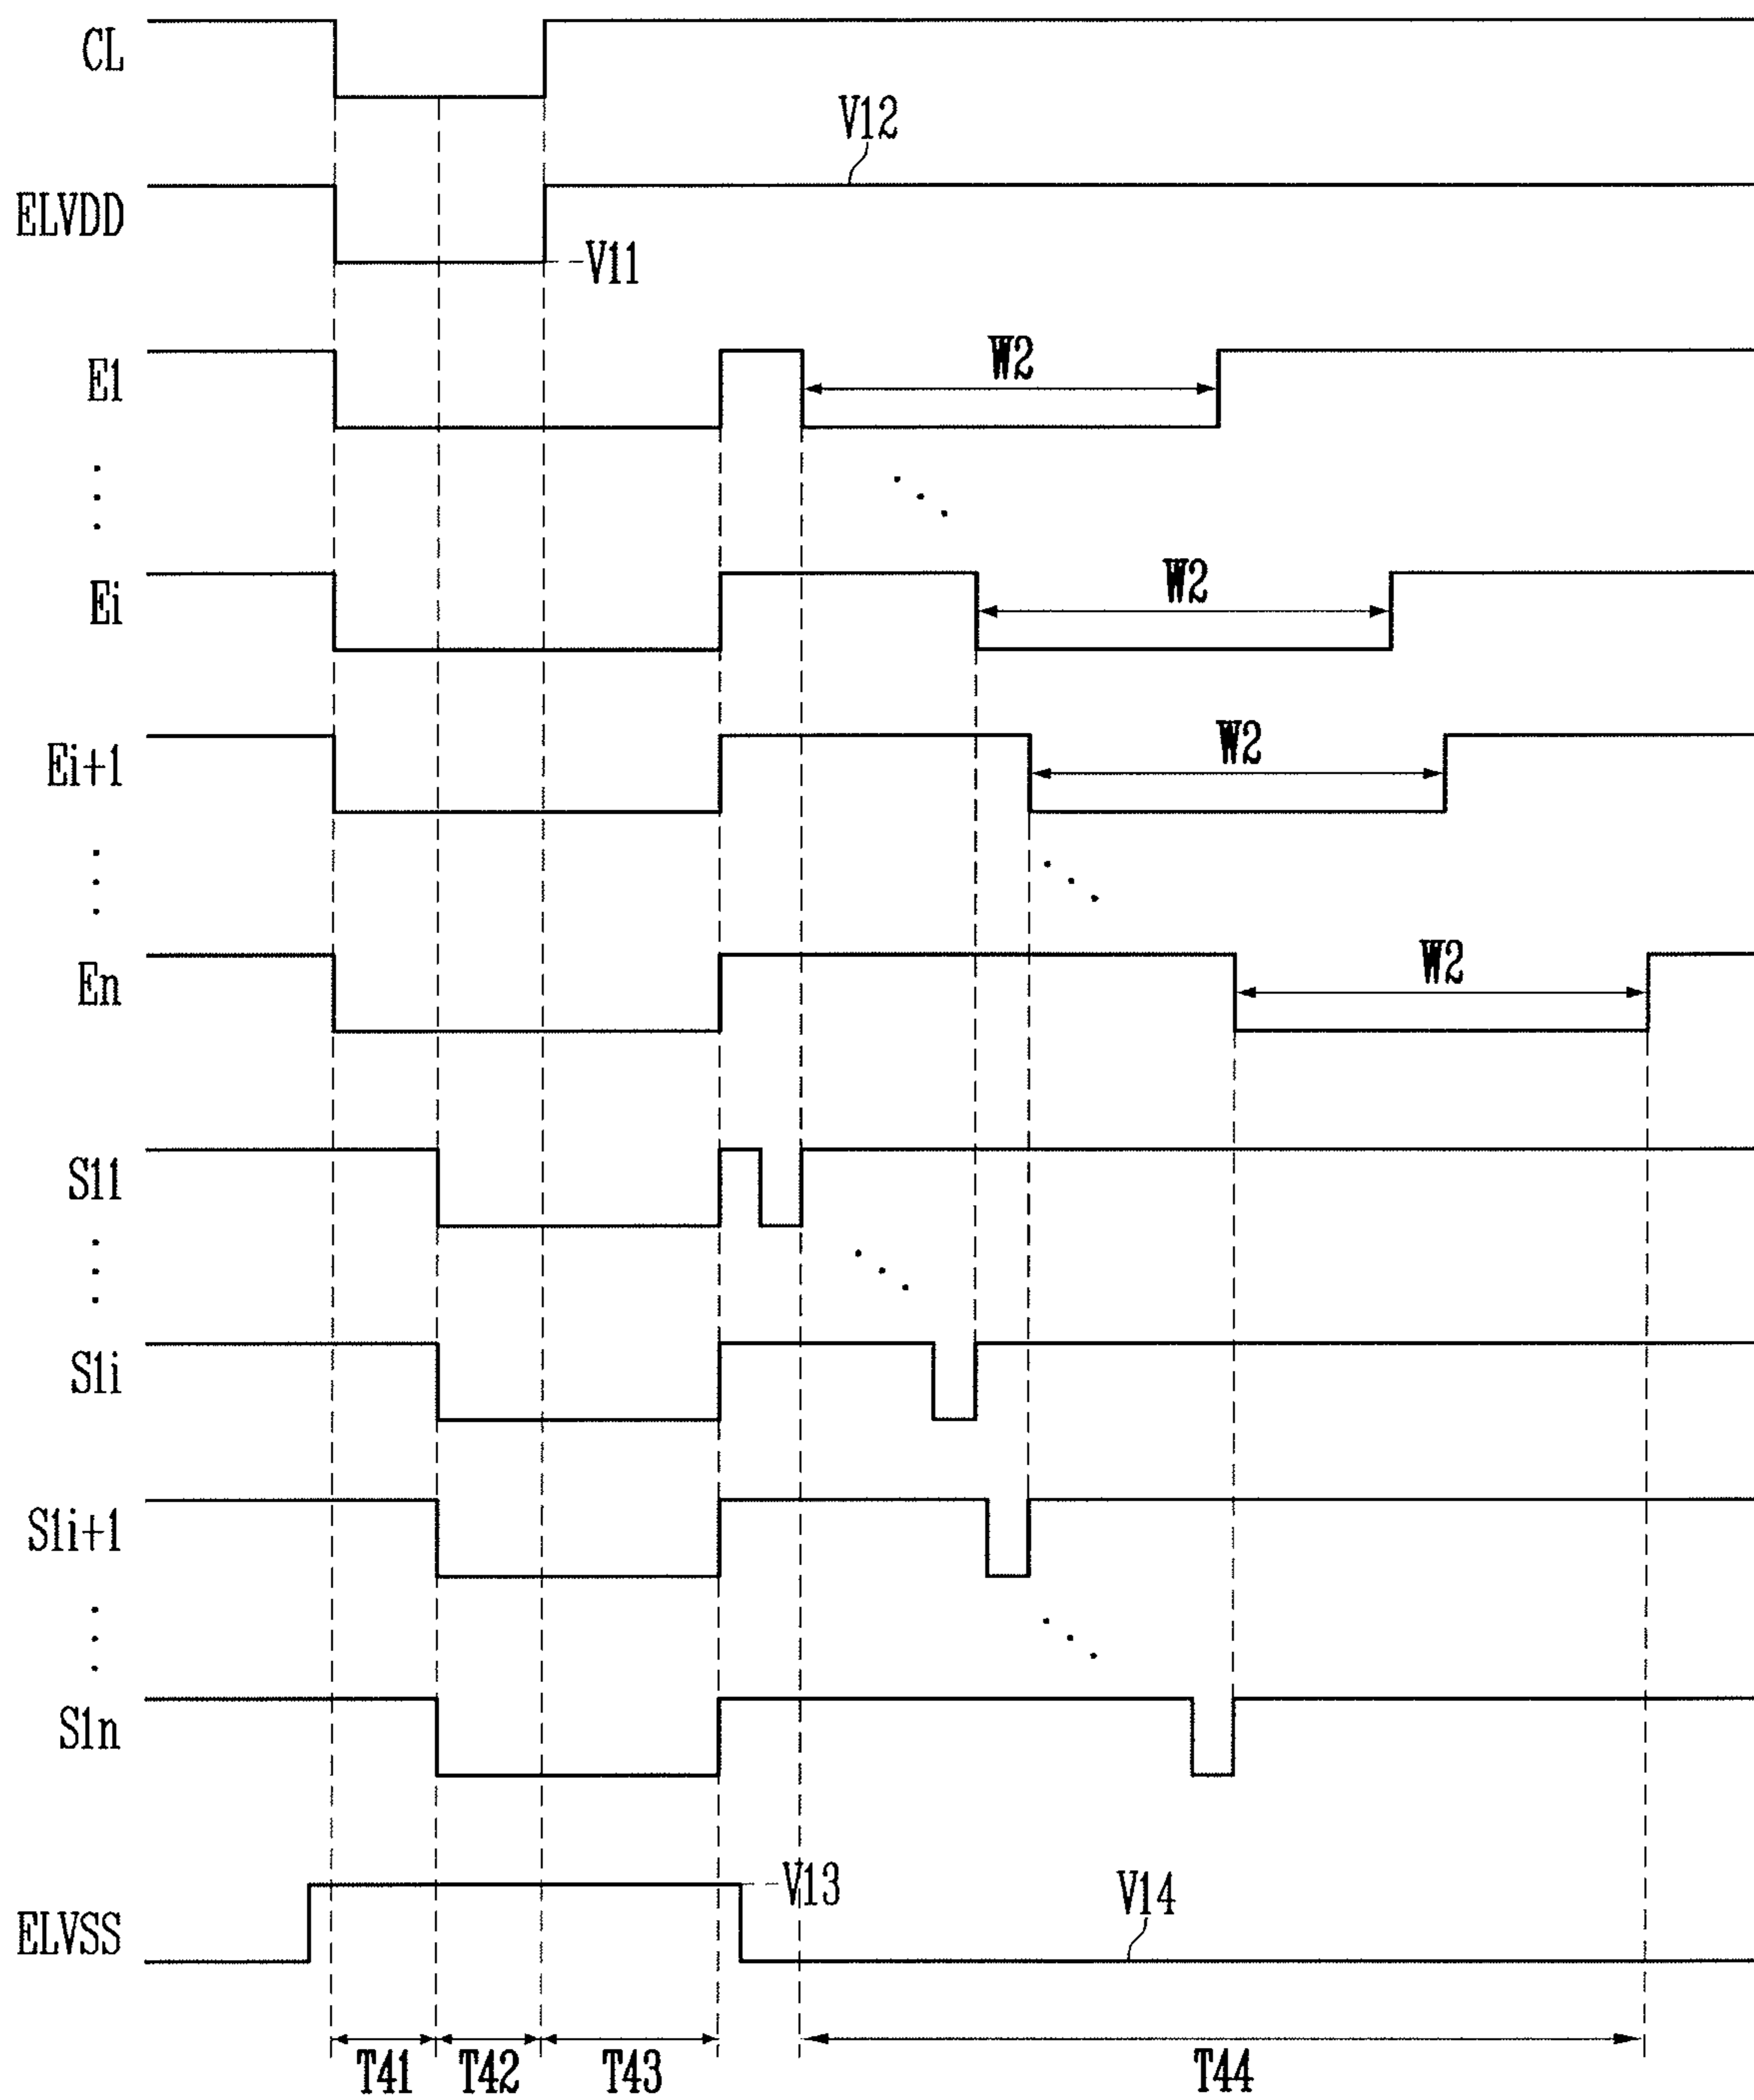 CL
V12
ELVDD
V11
E1
W2
Ei
W2
Ei+1
W2
En
W2
S11
S1i
S1i+1
S1n
V13
V14
ELVSS
T41 T42 T43 T44